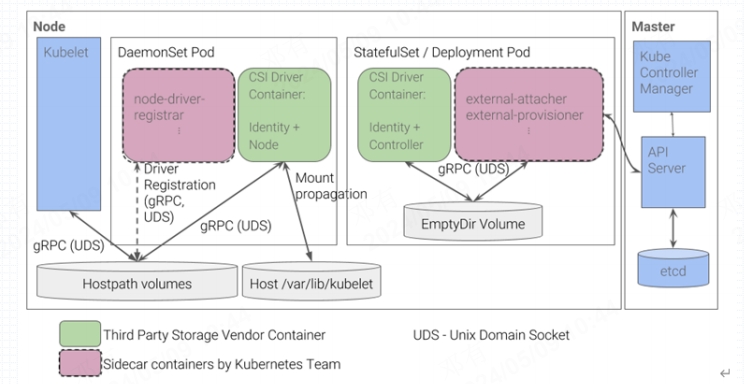 Node
Master
Kubelet
DaemonSet Pod
StatefulSet / Deployment Pod
node-driver-
registrar
⁝
CSI Driver
Container:
Identity +
Node
CSI Driver
Container:
Identity +
Controller
external-attacher
external-provisioner
⁝
Kube
Controller
Manager
API
Server
etcd
Driver
Registration
(gRPC,
UDS)
gRPC (UDS)
gRPC (UDS)
Mount
propagation
gRPC (UDS)
EmptyDir Volume
Hostpath volumes
Host /var/lib/kubelet
Third Party Storage Vendor Container
UDS - Unix Domain Socket
Sidecar containers by Kubernetes Team